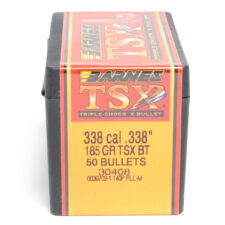 BARNES
TSX
TRIPLE-SHOCK X BULLET
338 cal .338"
185 GR TSX BT
50 BULLETS
30408